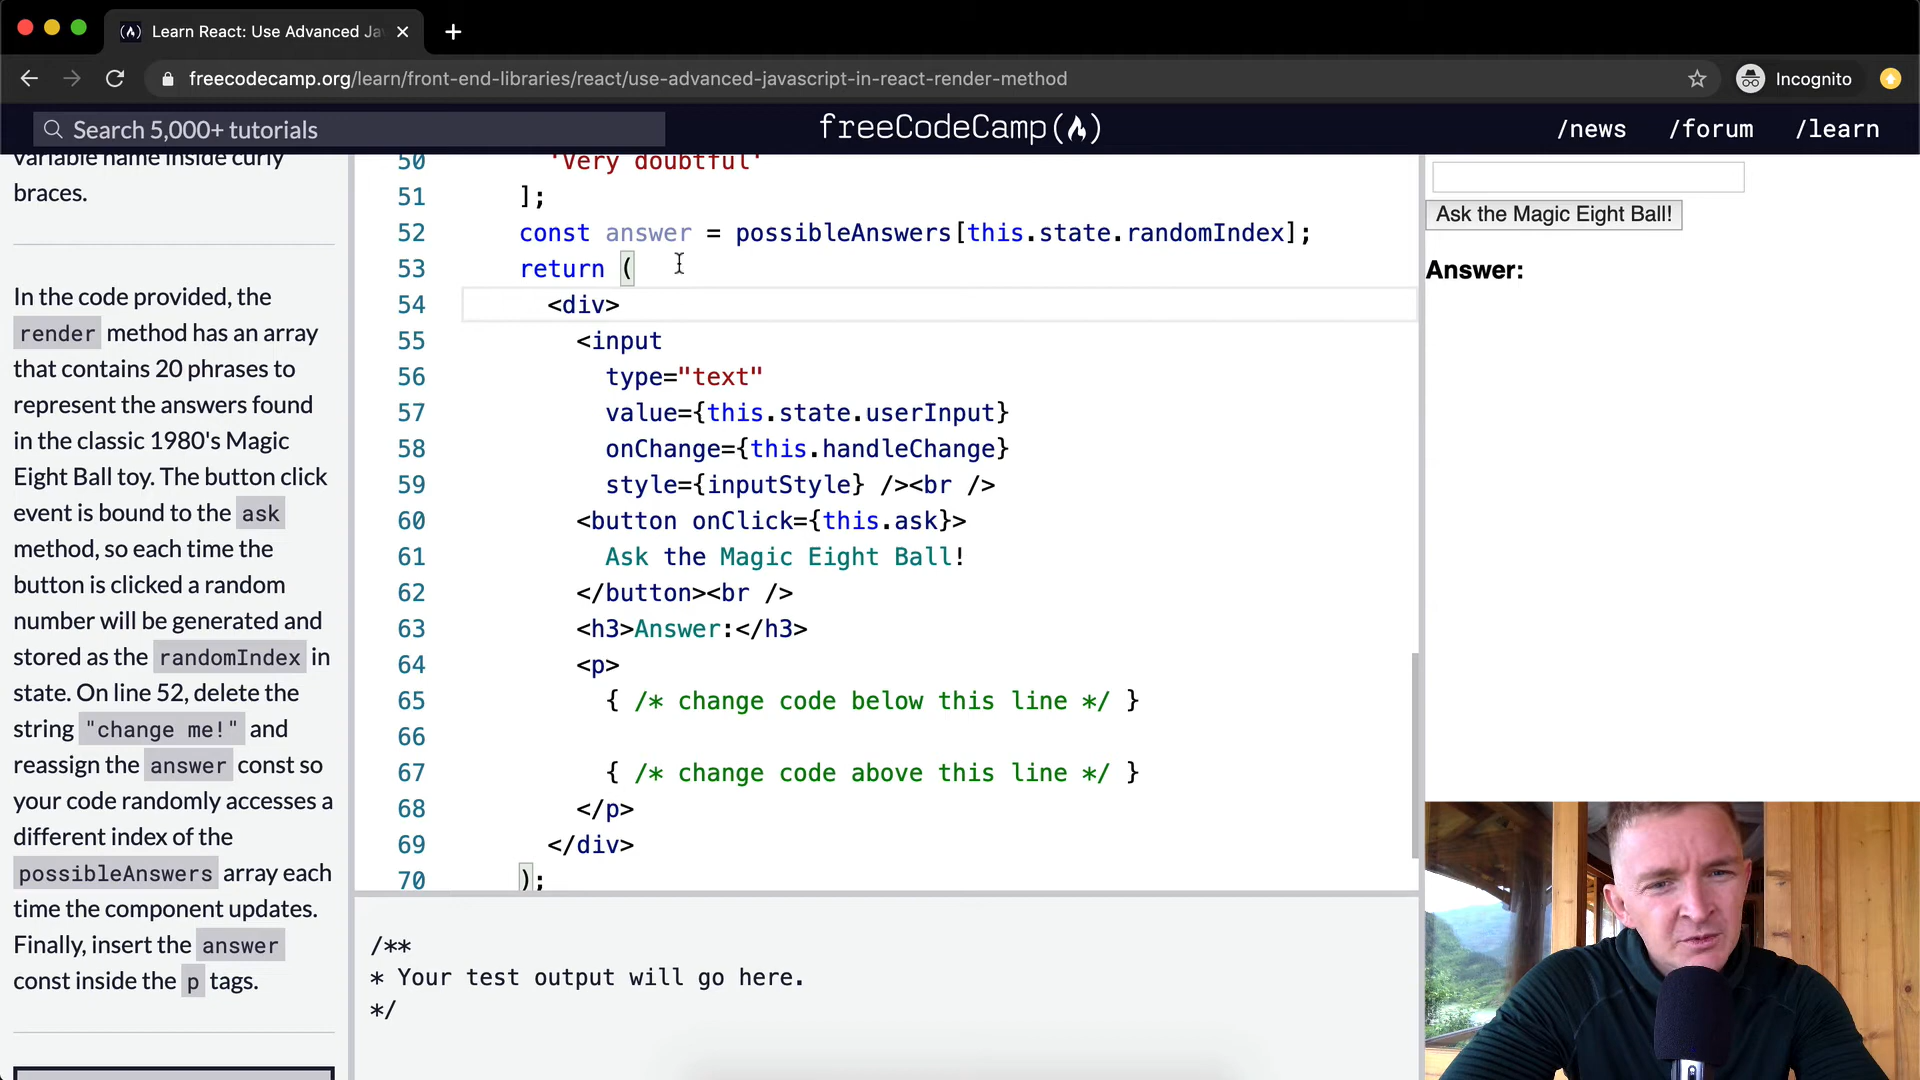 Learn React: Use Advanced Ja
freecodecamp.org/learn/front-end-libraries/react/use-advanced-javascript-in-react-render-method
Incognito
Search 5,000+ tutorials
freeCodeCamp
/news
/forum
/learn
variable name inside curly
braces.
In the code provided, the
render method has an array
that contains 20 phrases to
represent the answers found
in the classic 1980's Magic
Eight Ball toy. The button click
event is bound to the ask
method, so each time the
button is clicked a random
number will be generated and
stored as the randomIndex in
state. On line 52, delete the
string "change me!" and
reassign the answer const so
your code randomly accesses a
different index of the
possibleAnswers array each
time the component updates.
Finally, insert the answer
const inside the p tags.
50 'Very doubtful'
51 ];
52 const answer = possibleAnswers[this.state.randomIndex];
53 return (
54 <div>
55 <input
56 type="text"
57 value={this.state.userInput}
58 onChange={this.handleChange}
59 style={inputStyle} /><br />
60 <button onClick={this.ask}>
61 Ask the Magic Eight Ball!
62 </button><br />
63 <h3>Answer:</h3>
64 <p>
65 { /* change code below this line */ }
66
67 { /* change code above this line */ }
68 </p>
69 </div>
70 );
/**
* Your test output will go here.
*/
Ask the Magic Eight Ball!
Answer: